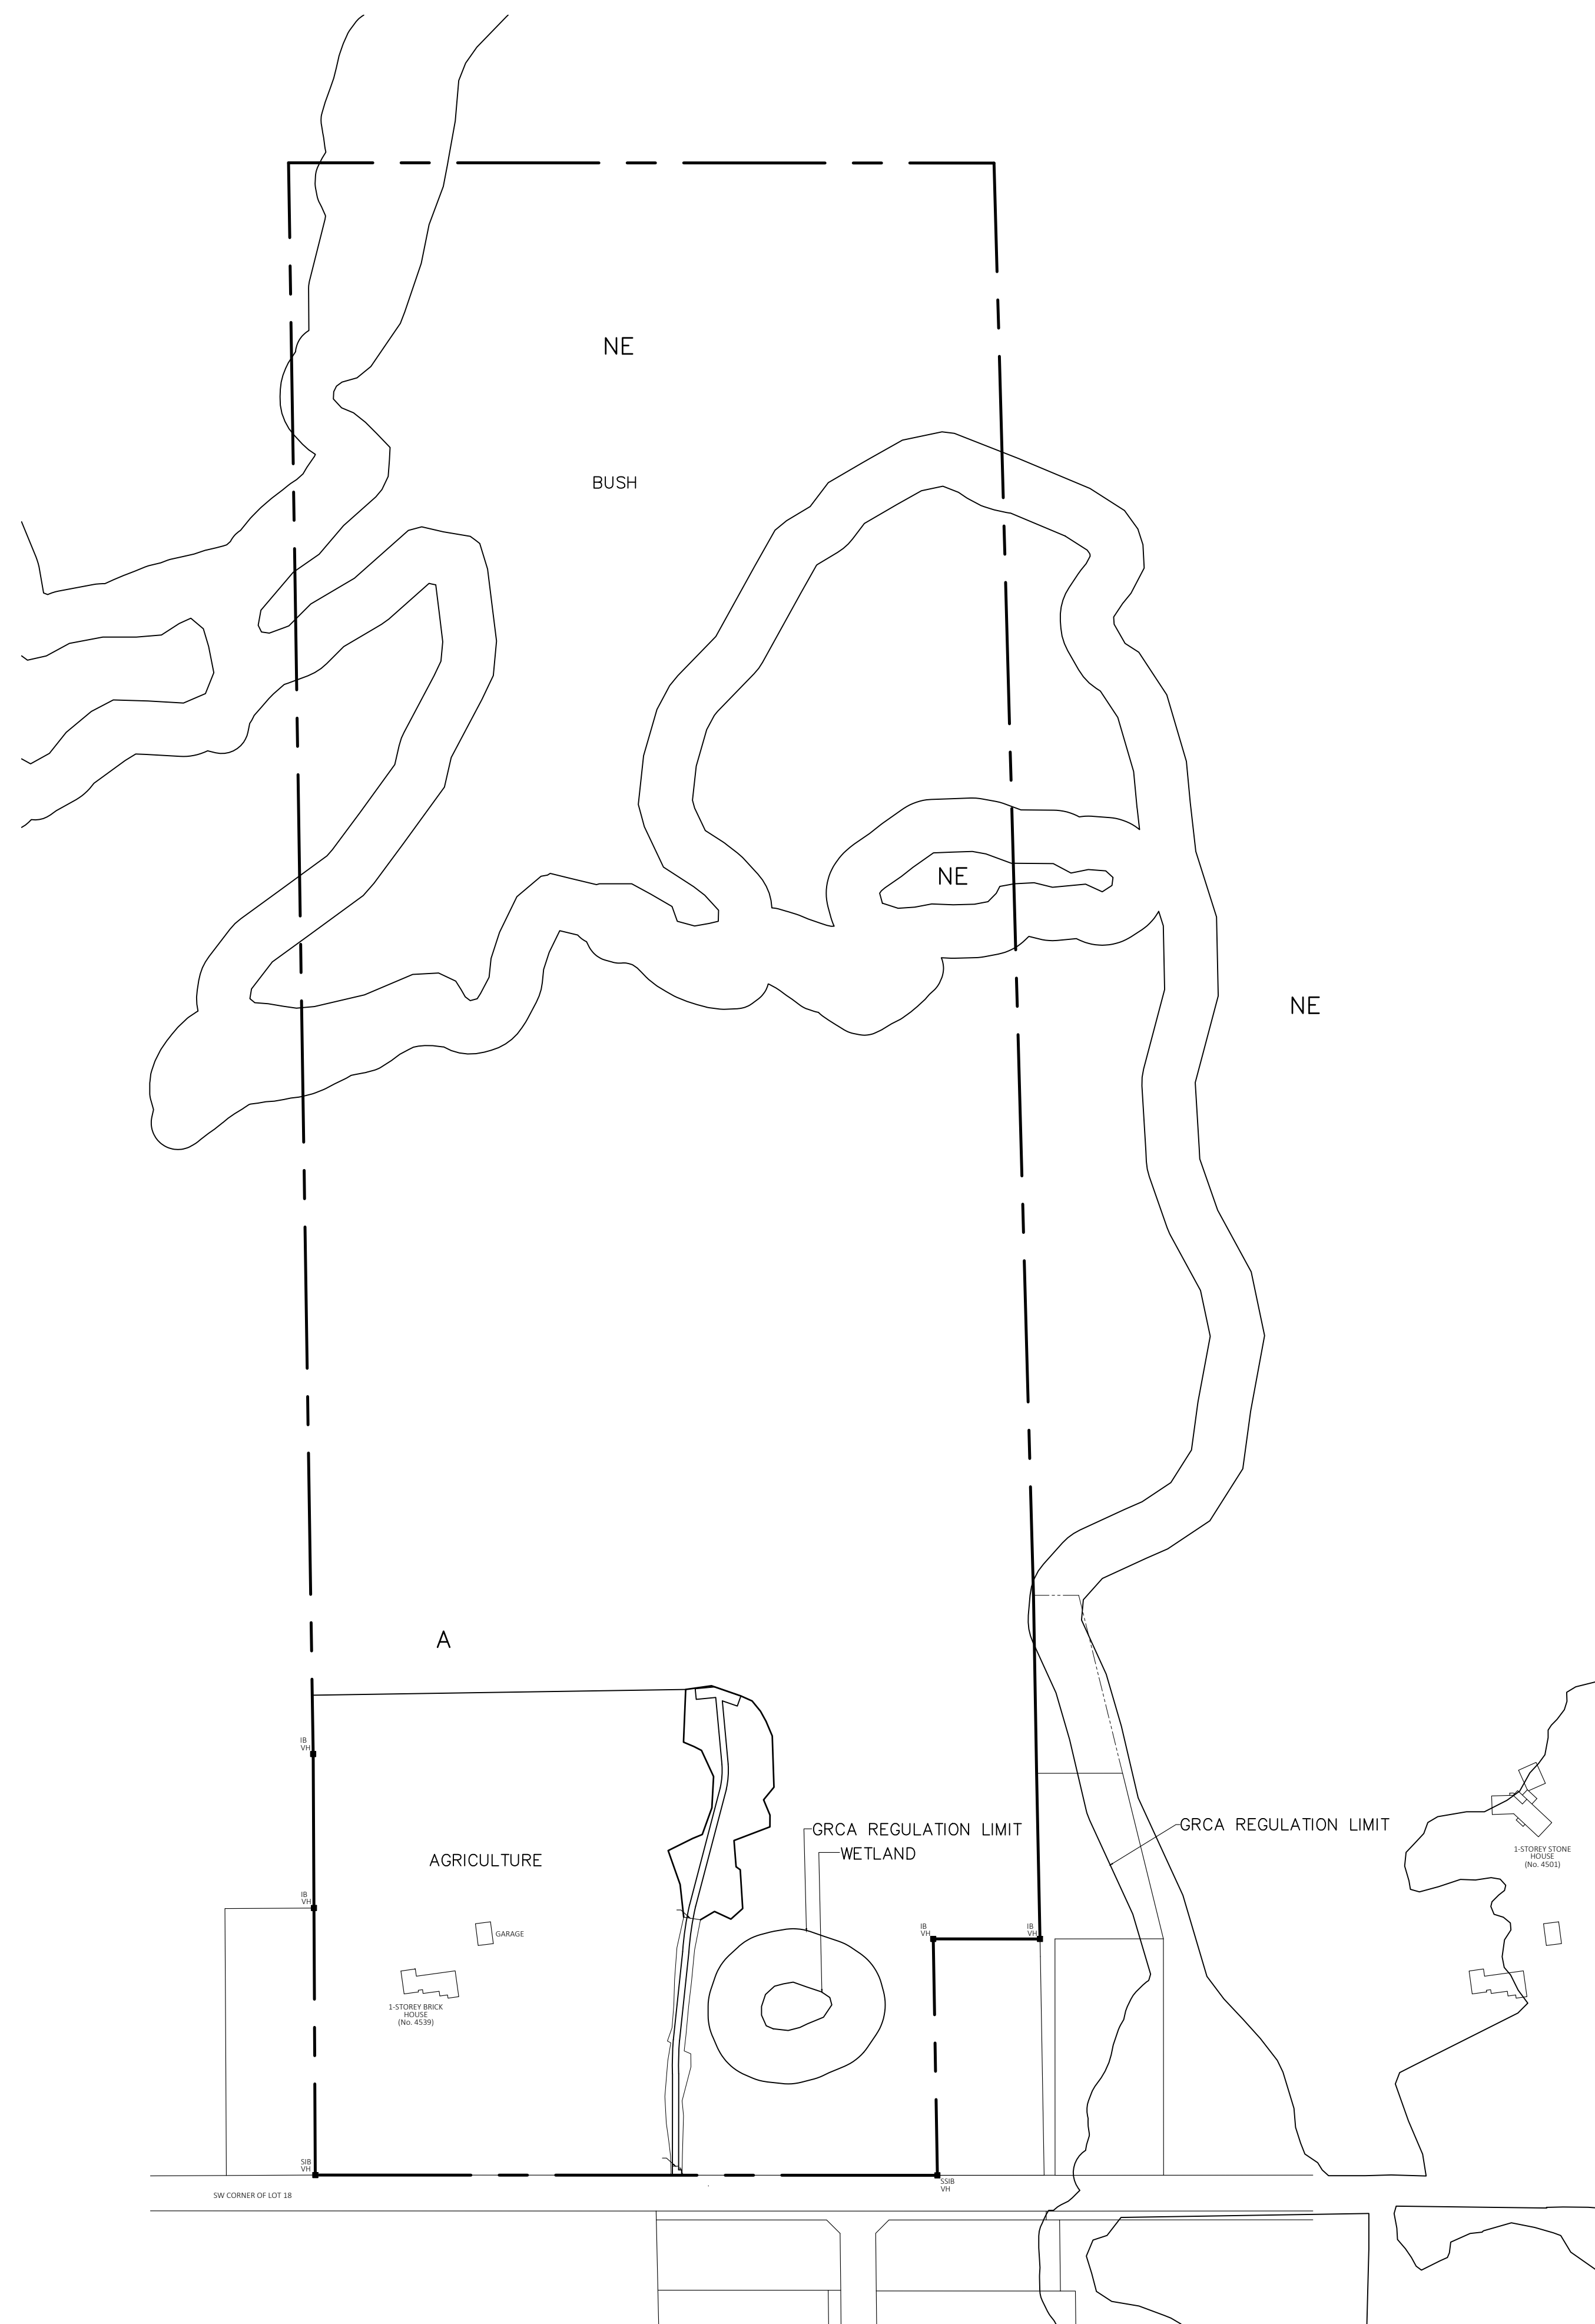 NE
BUSH
NE
NE
A
IB
VH
GRCA REGULATION LIMIT
GRCA REGULATION LIMIT
WETLAND
1-STOREY STONE
HOUSE
(No. 4501)
AGRICULTURE
IB
VH
IB
VH
IB
VH
GARAGE
1-STOREY BRICK
HOUSE
(No. 4539)
SIB
VH
SSIB
VH
SW CORNER OF LOT 18